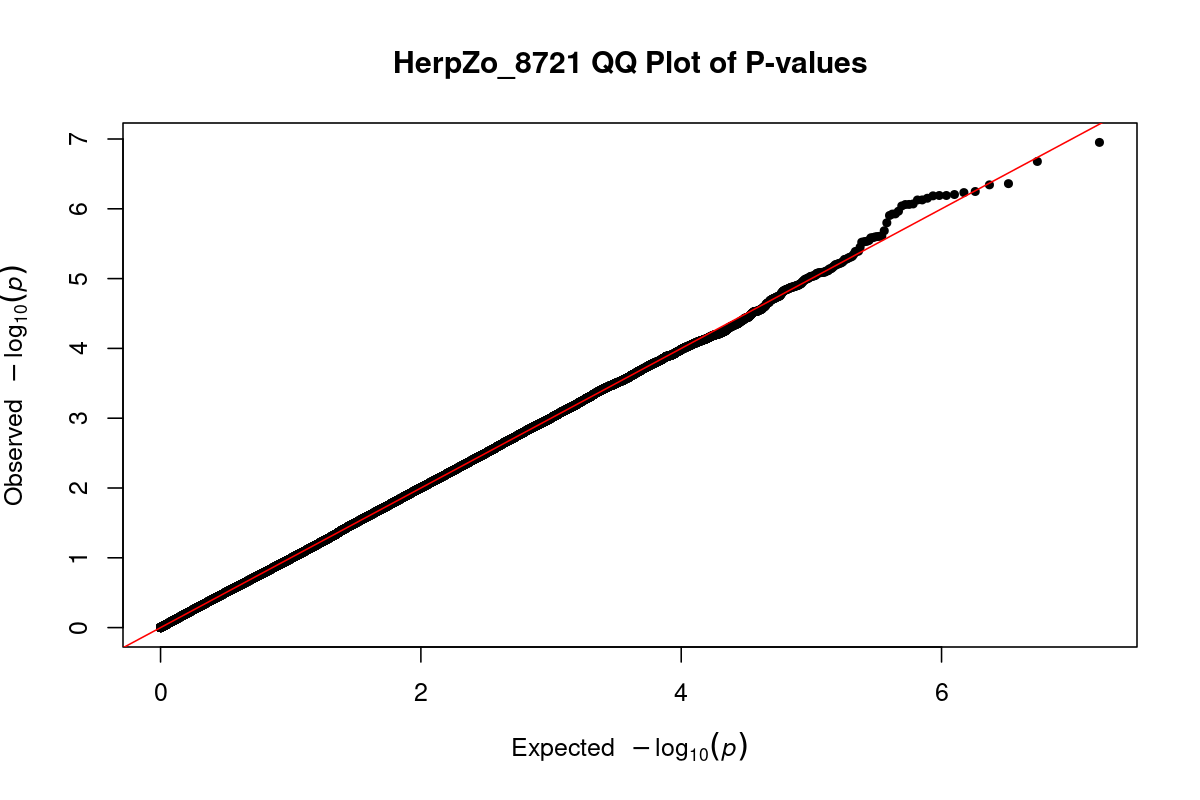 HerpZo_8721 QQ Plot of P-values
Observed −log10(p)
7
6
5
4
3
2
1
0
0 2 4 6
Expected −log10(p)